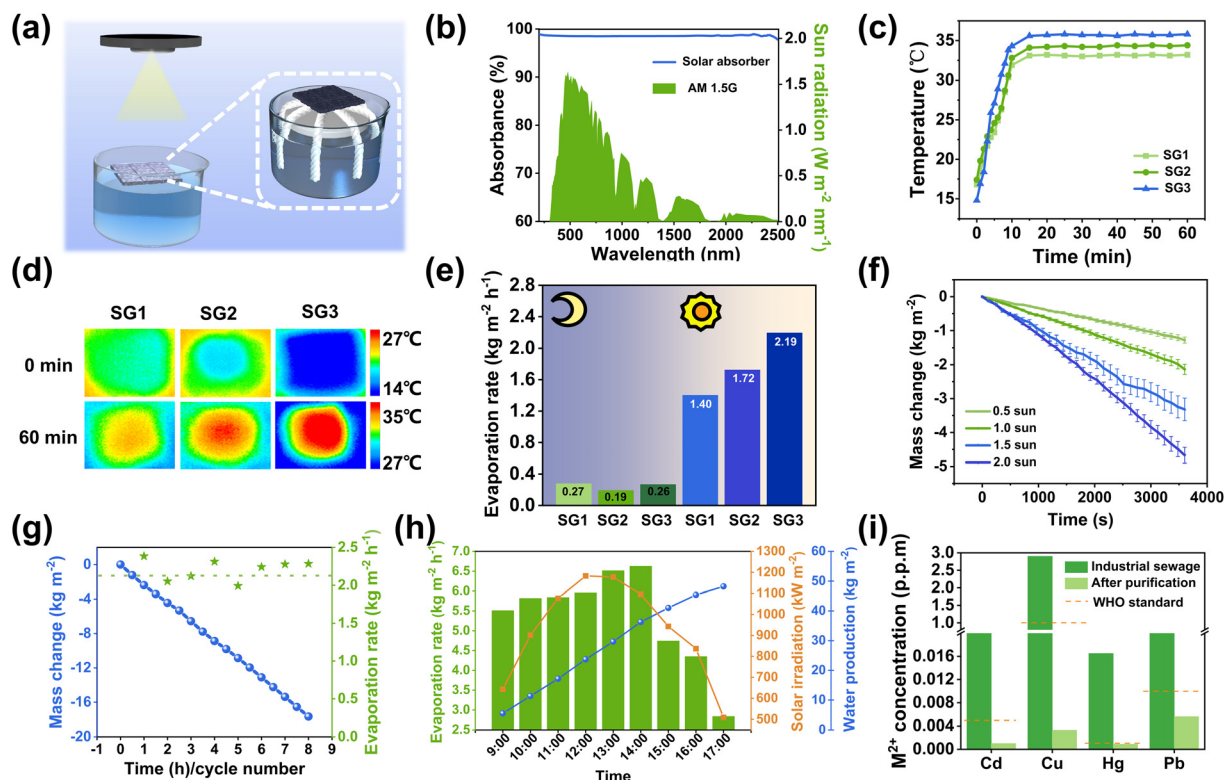 (a)
(b)
Absorbance (%)
100
90
80
70
60
Solar absorber
AM 1.5G
2.0
1.5
1.0
0.5
0.0
Sun radiation (W m⁻² nm⁻¹)
500 1000 1500 2000 2500
Wavelength (nm)
(c)
Temperature (℃)
35
30
25
20
15
SG1
SG2
SG3
0 10 20 30 40 50 60
Time (min)
(d)
SG1 SG2 SG3
0 min
27℃
14℃
60 min
35℃
27℃
(e)
Evaporation rate (kg m⁻² h⁻¹)
2.8
2.4
2.0
1.6
1.2
0.8
0.4
0.0
0.27 0.19 0.26 1.40 1.72 2.19
SG1 SG2 SG3 SG1 SG2 SG3
(f)
Mass change (kg m⁻²)
0
-1
-2
-3
-4
-5
0.5 sun
1.0 sun
1.5 sun
2.0 sun
0 1000 2000 3000 4000
Time (s)
(g)
Mass change (kg m⁻²)
0
-4
-8
-12
-16
-20
2.5
2.0
1.5
1.0
0.5
0.0
Evaporation rate (kg m⁻² h⁻¹)
-1 0 1 2 3 4 5 6 7 8 9
Time (h)/cycle number
(h)
Evaporation rate (kg m⁻² h⁻¹)
7.0
6.5
6.0
5.5
5.0
4.5
4.0
3.5
3.0
2.5
1300
1200
1100
1000
900
800
700
600
500
Solar irradiation (kW m⁻²)
60
50
40
30
20
10
0
Water production (kg m⁻²)
9:00 10:00 11:00 12:00 13:00 14:00 15:00 16:00 17:00
Time
(i)
M²⁺ concentration (p.p.m)
3.0
2.5
2.0
1.5
1.0
0.016
0.012
0.008
0.004
0.000
Industrial sewage
After purification
WHO standard
Cd Cu Hg Pb